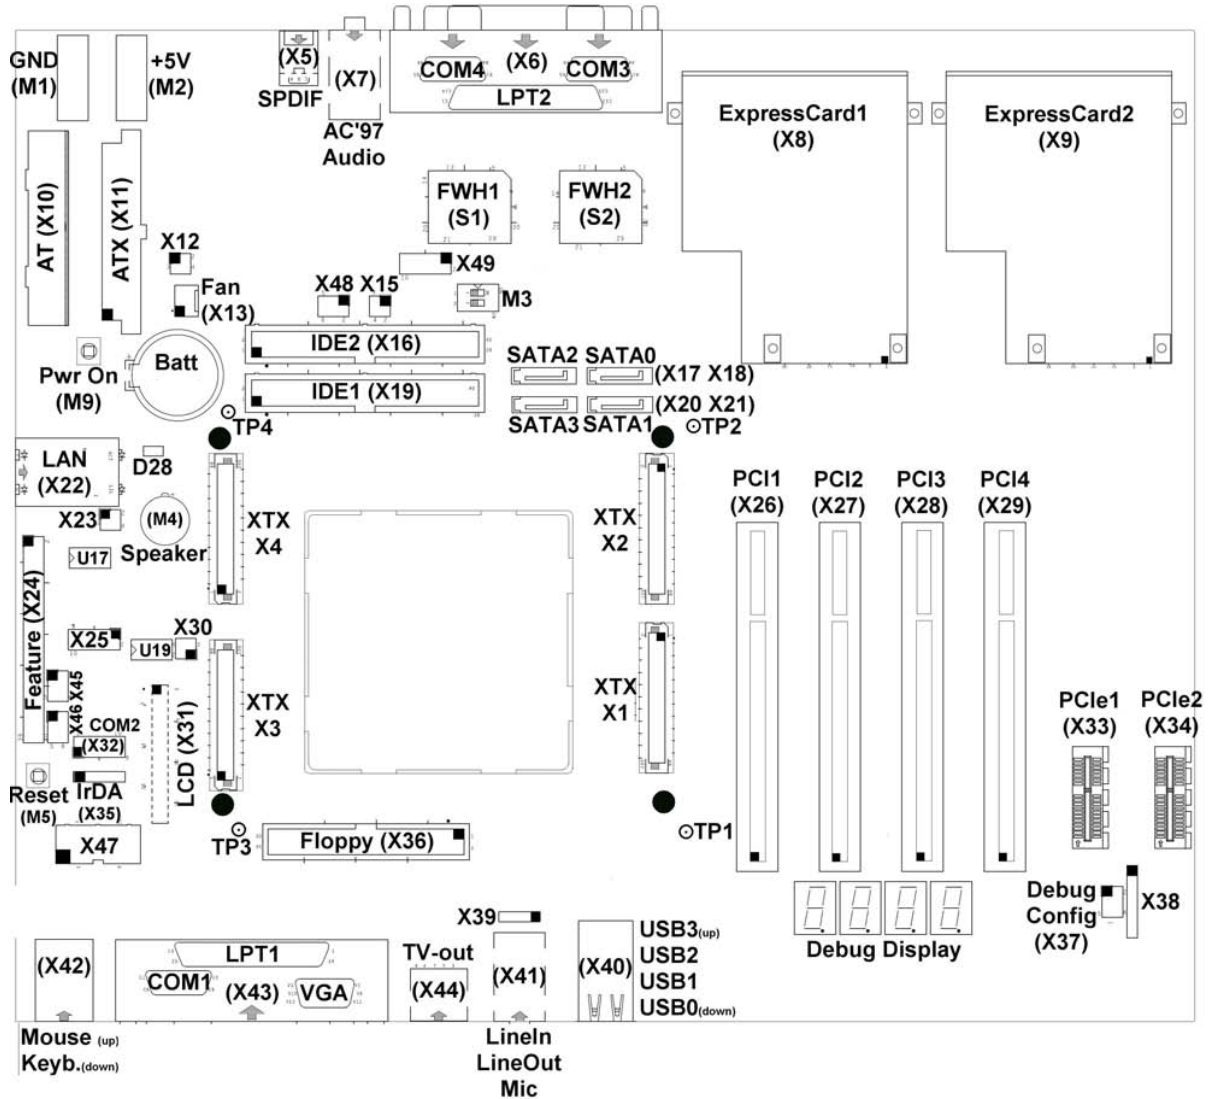 GND
(M1)
+5V
(M2)
(X5)
SPDIF
(X7)
AC'97
Audio
COM4
(X6)
COM3
LPT2
ExpressCard1
(X8)
ExpressCard2
(X9)
AT (X10)
ATX (X11)
FWH1
(S1)
FWH2
(S2)
X12
Fan
(X13)
X48
X15
X49
M3
IDE2 (X16)
IDE1 (X19)
Pwr On
(M9)
Batt
SATA2
SATA0
(X17 X18)
(X20 X21)
SATA3
SATA1
TP4
TP2
LAN
(X22)
D28
X23
(M4)
Speaker
U17
XTX
X4
XTX
X2
PCI1
(X26)
PCI2
(X27)
PCI3
(X28)
PCI4
(X29)
Feature (X24)
X25
U19
X30
X45
X46
COM2
(X32)
LCD (X31)
XTX
X3
XTX
X1
PCIe1
(X33)
PCIe2
(X34)
Reset
(M5)
IrDA
(X35)
X47
TP3
Floppy (X36)
TP1
Debug
Config
(X37)
X38
Debug Display
X39
(X42)
LPT1
COM1
(X43)
VGA
TV-out
(X44)
(X41)
(X40)
USB3(up)
USB2
USB1
USB0(down)
Mouse (up)
Keyb.(down)
LineIn
LineOut
Mic